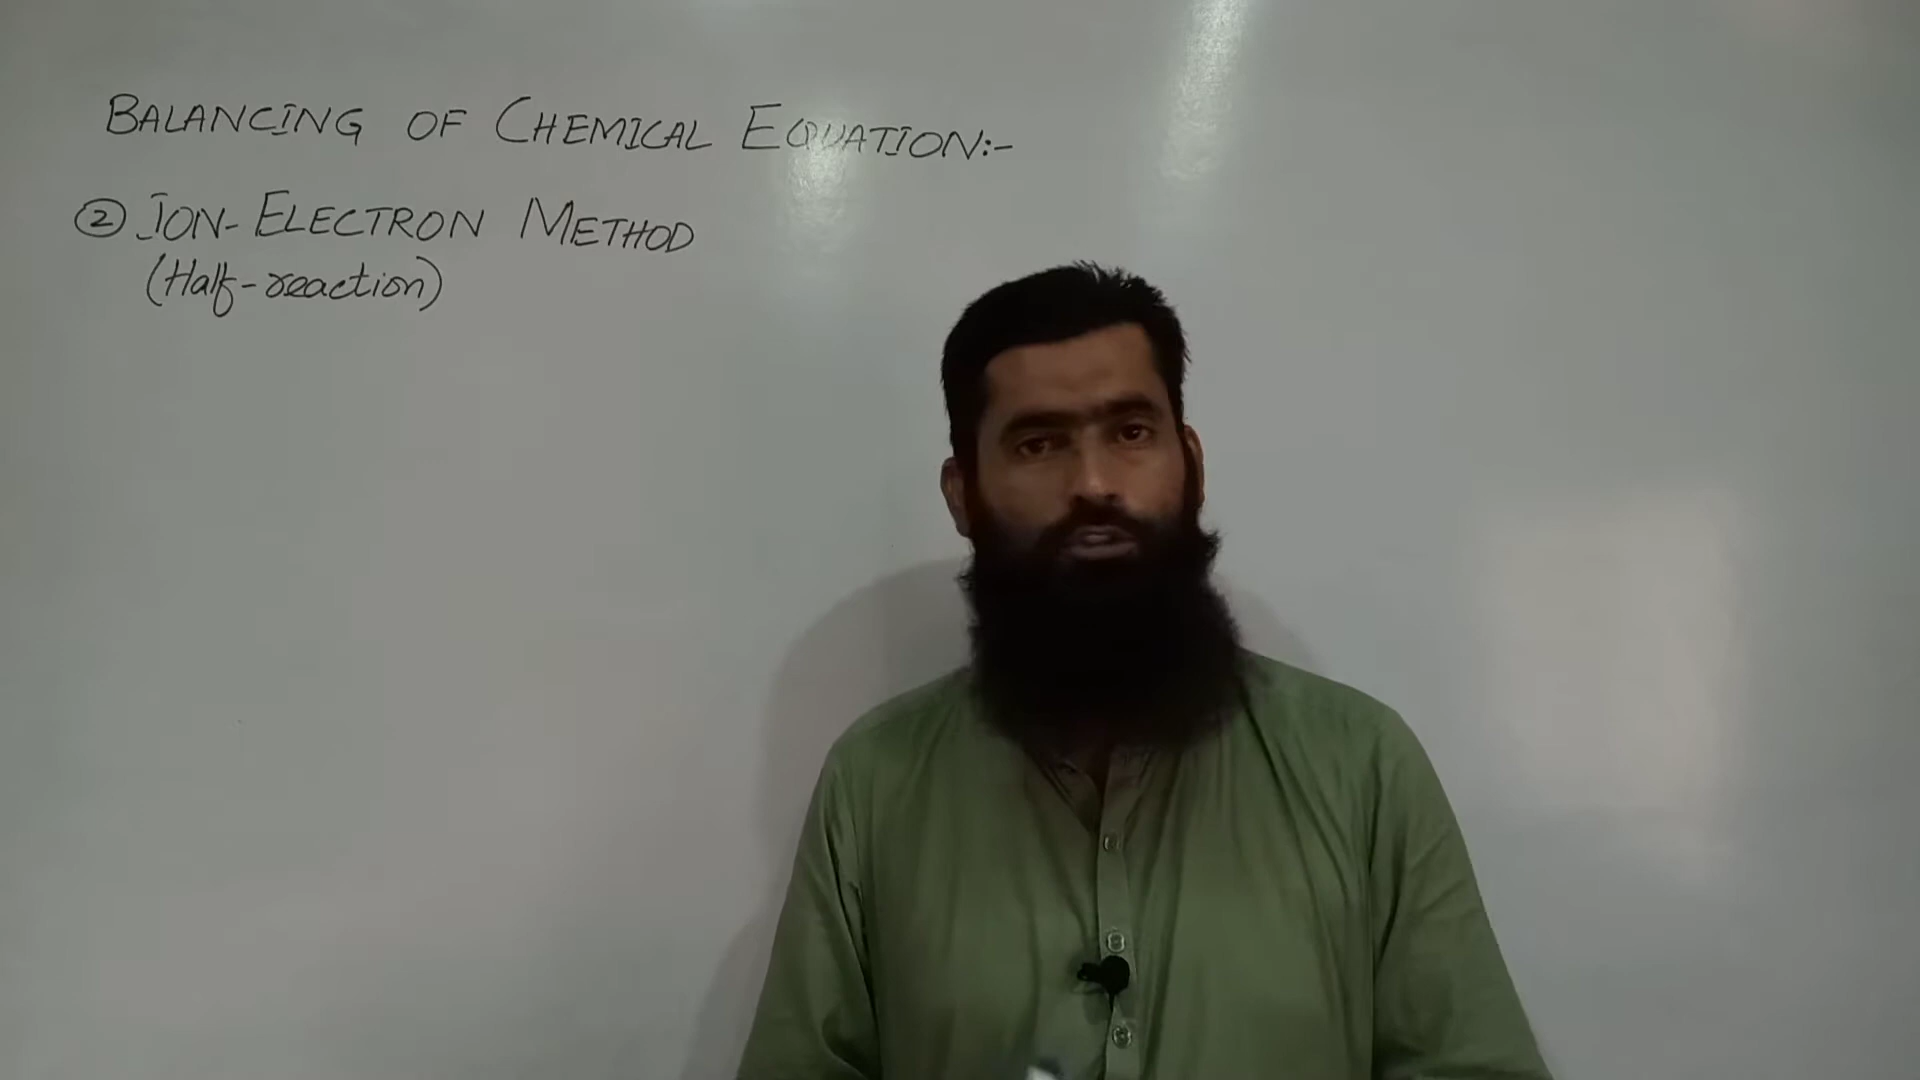 BALANCING OF CHEMICAL EQUATION:-
② ION-ELECTRON METHOD
(Half-reaction)